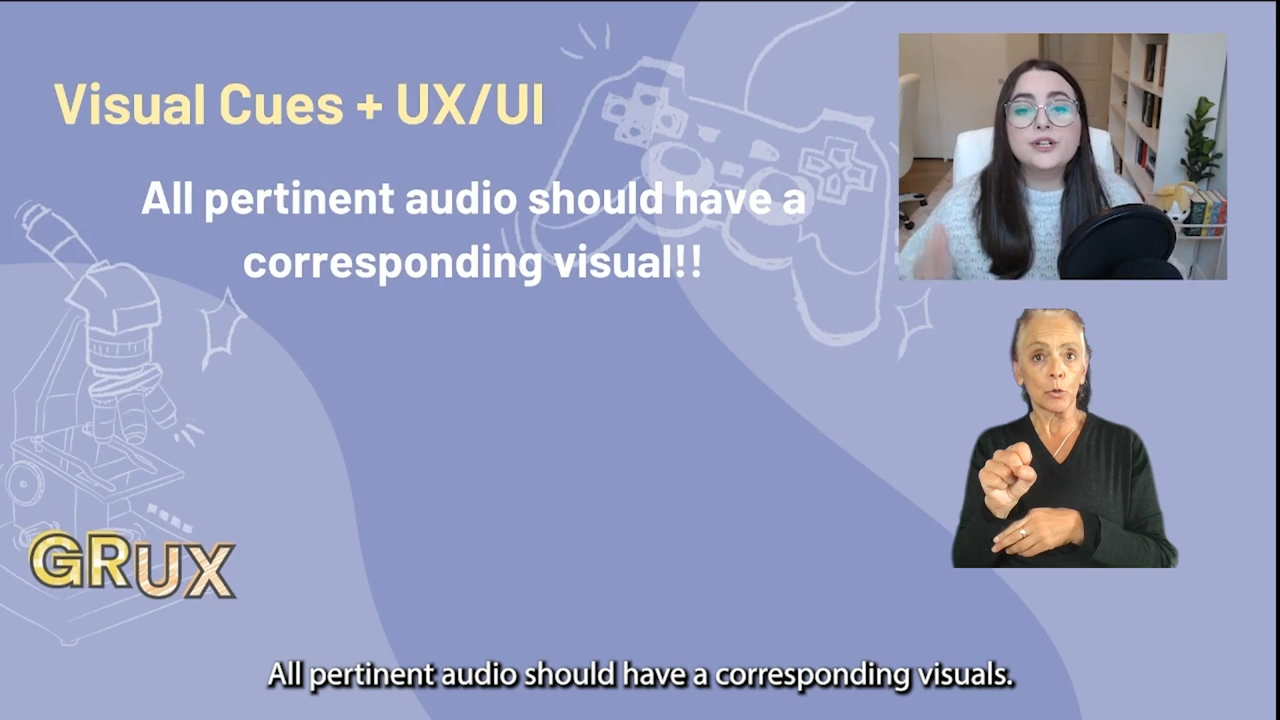 Visual Cues + UX/UI
All pertinent audio should have a
corresponding visual!!
GRUX
All pertinent audio should have a corresponding visuals.